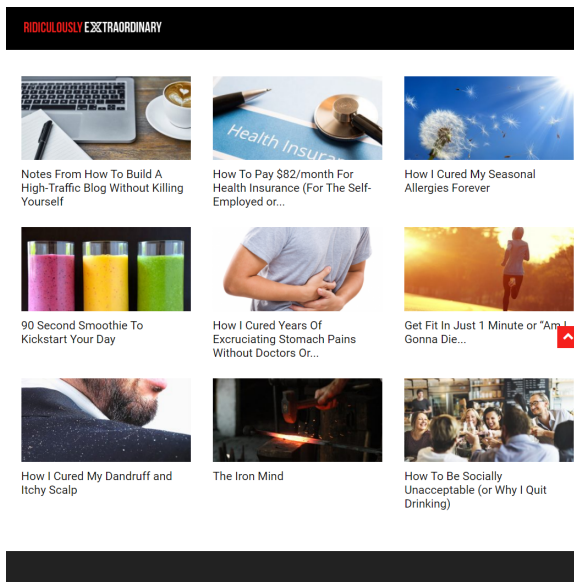 RIDICULOUSLY EXTRAORDINARY
Health Insuran
Notes From How To Build A
High-Traffic Blog Without Killing
Yourself
How To Pay $82/month For
Health Insurance (For The Self-
Employed or...
How I Cured My Seasonal
Allergies Forever
90 Second Smoothie To
Kickstart Your Day
How I Cured Years Of
Excruciating Stomach Pains
Without Doctors Or...
Get Fit In Just 1 Minute or “Am I
Gonna Die...
How I Cured My Dandruff and
Itchy Scalp
The Iron Mind
How To Be Socially
Unacceptable (or Why I Quit
Drinking)